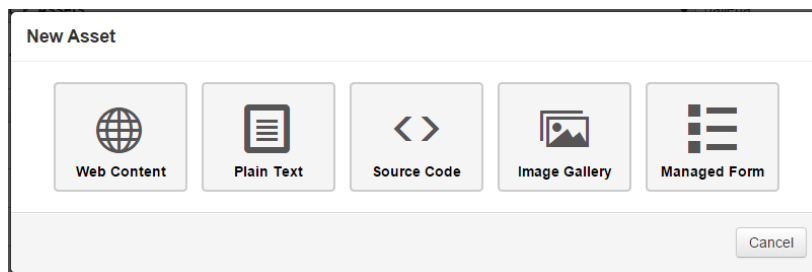 New Asset
Web Content
Plain Text
Source Code
Image Gallery
Managed Form
Cancel